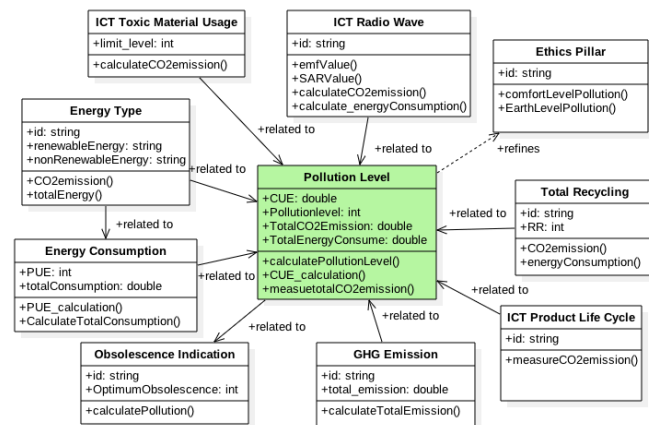 ICT Toxic Material Usage
+limit_level: int
+calculateCO2emission()
ICT Radio Wave
+id: string
+emfValue()
+SARValue()
+calculateCO2emission()
+calculate_energyConsumption()
Ethics Pillar
+id: string
+comfortLevelPollution()
+EarthLevelPollution()
Energy Type
+id: string
+renewableEnergy: string
+nonRenewableEnergy: string
+CO2emission()
+totalEnergy()
+related to
+related to
+refines
+related to
Pollution Level
+CUE: double
+Pollutionlevel: int
+TotalCO2Emission: double
+TotalEnergyConsume: double
+calculatePollutionLevel()
+CUE_calculation()
+measuetotalCO2emission()
Total Recycling
+id: string
+RR: int
+CO2emission()
+energyConsumption()
+related to
+related to
Energy Consumption
+PUE: int
+totalConsumption: double
+PUE_calculation()
+CalculateTotalConsumption()
+related to
+related to
ICT Product Life Cycle
+id: string
+measureCO2emission()
+related to
+related to
Obsolescence Indication
+id: string
+OptimumObsolescence: int
+calculatePollution()
GHG Emission
+id: string
+total_emission: double
+calculateTotalEmission()